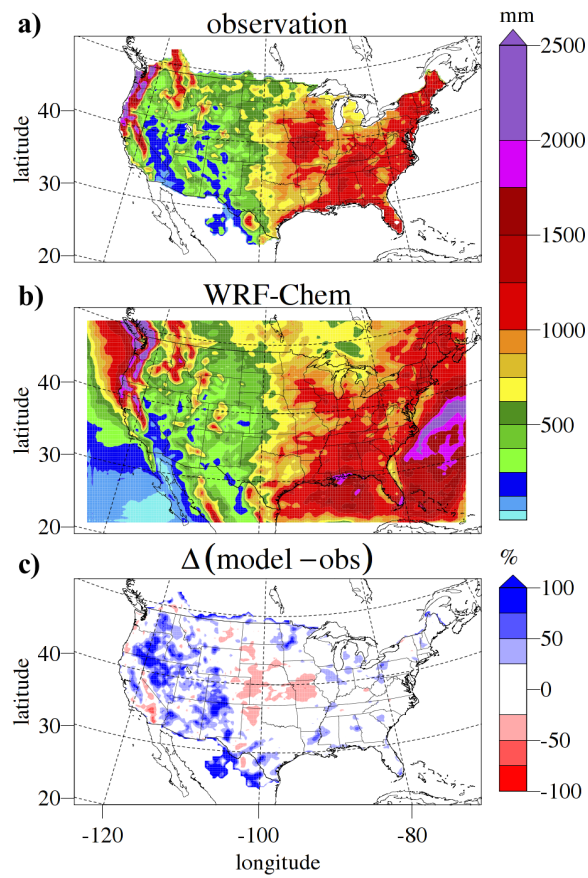 a) observation
mm
2500
2000
1500
1000
500
latitude
40
30
20
b) WRF-Chem
latitude
40
30
20
c) Δ(model −obs)
%
100
50
0
-50
-100
latitude
40
30
20
-120 -100 -80
longitude